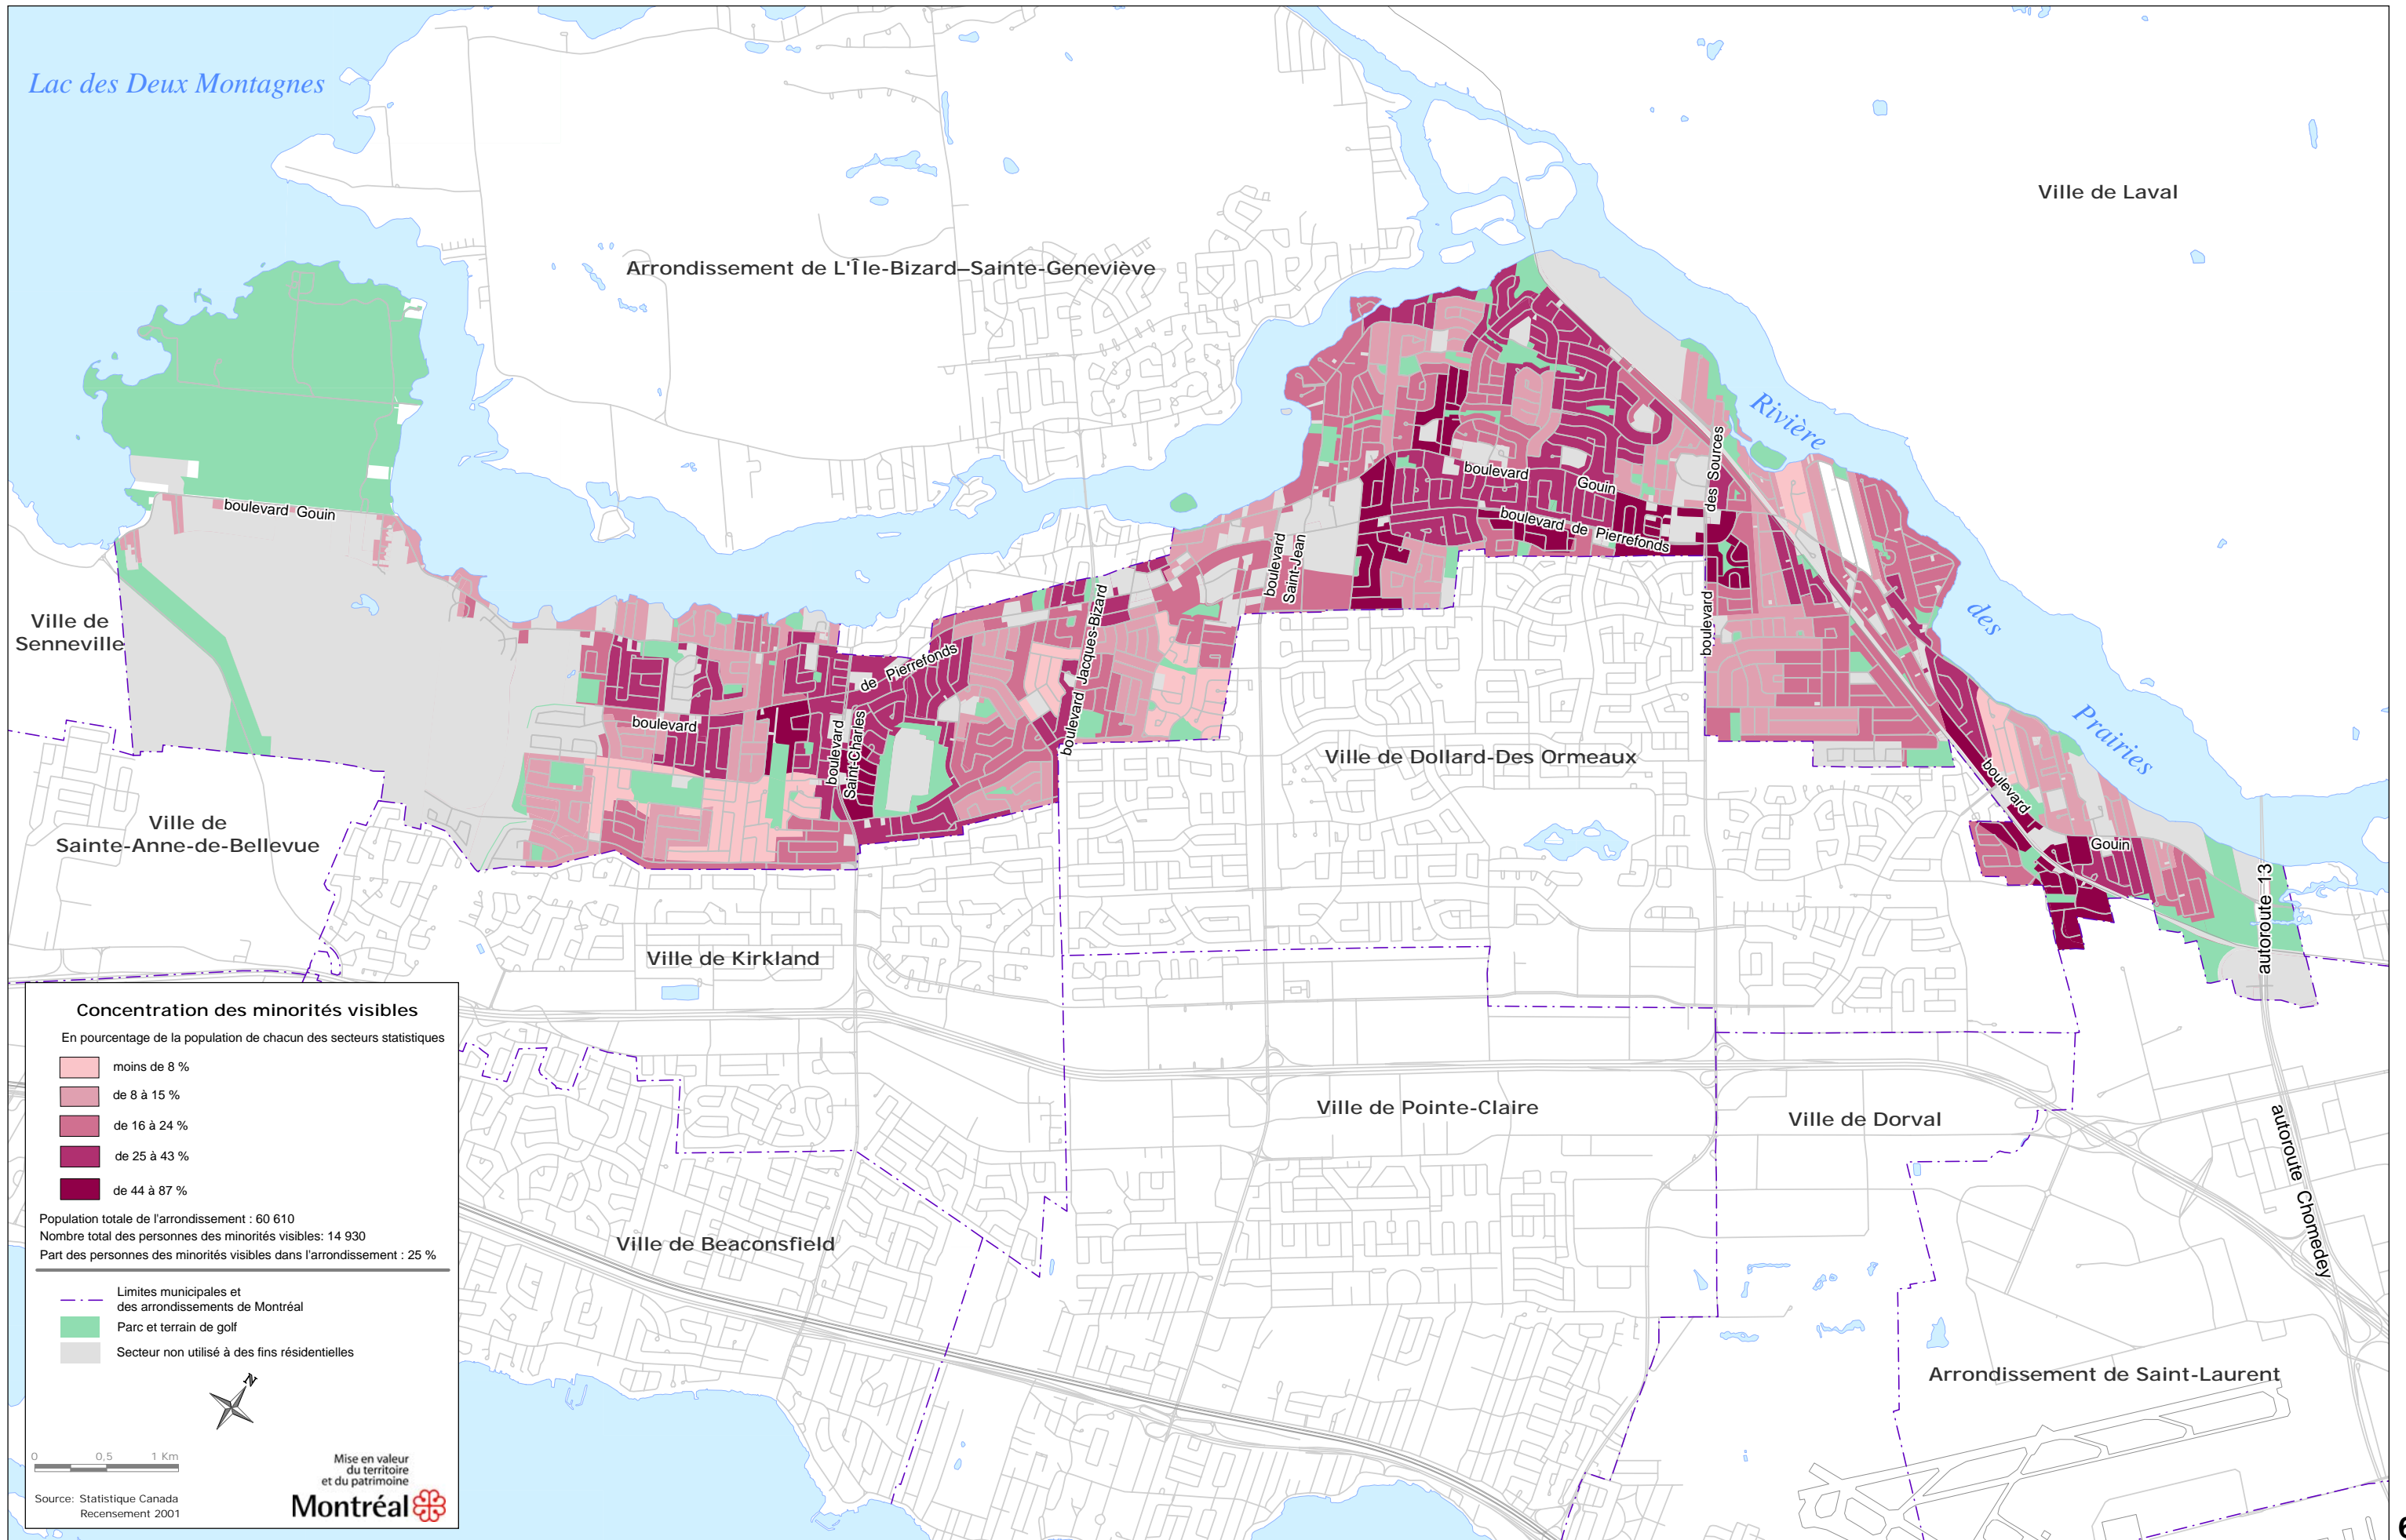 Lac des Deux Montagnes
Ville de Laval
Arrondissement de L'Île-Bizard–Sainte-Geneviève
Rivière
des
Prairies
boulevard Gouin
boulevard
Gouin
des Sources
boulevard
boulevard de Pierrefonds
boulevard
Saint-Jean
boulevard Jacques-Bizard
de Pierrefonds
boulevard
boulevard
Saint-Charles
Ville de
Senneville
Ville de
Sainte-Anne-de-Bellevue
Ville de Dollard-Des Ormeaux
boulevard
Gouin
autoroute 13
Ville de Kirkland
Ville de Pointe-Claire
Ville de Dorval
autoroute Chomedey
Ville de Beaconsfield
Arrondissement de Saint-Laurent
Concentration des minorités visibles
En pourcentage de la population de chacun des secteurs statistiques
moins de 8 %
de 8 à 15 %
de 16 à 24 %
de 25 à 43 %
de 44 à 87 %
Population totale de l'arrondissement : 60 610
Nombre total des personnes des minorités visibles: 14 930
Part des personnes des minorités visibles dans l'arrondissement : 25 %
Limites municipales et
des arrondissements de Montréal
Parc et terrain de golf
Secteur non utilisé à des fins résidentielles
N
0 0,5 1 Km
Mise en valeur
du territoire
et du patrimoine
Montréal
Source: Statistique Canada
Recensement 2001